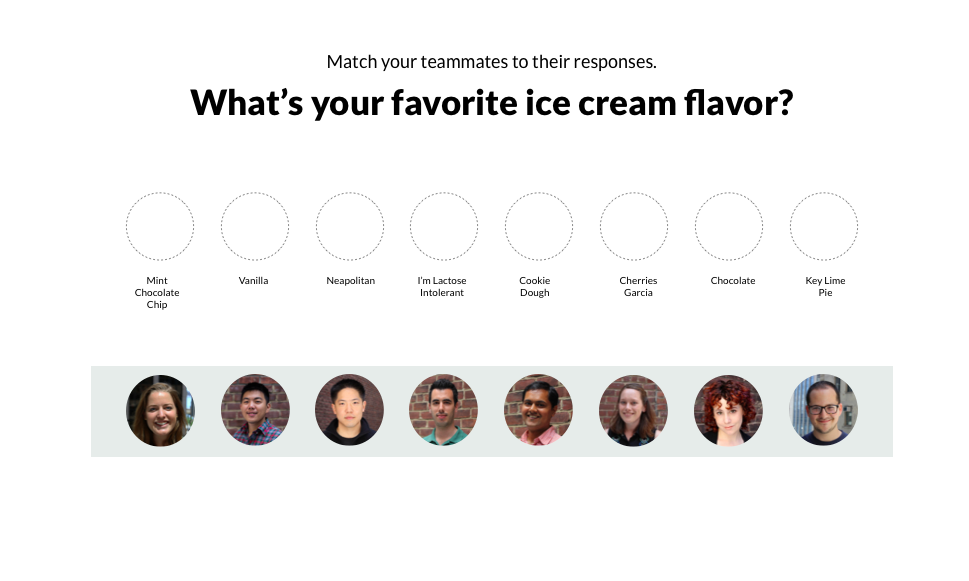 Match your teammates to their responses.
What’s your favorite ice cream flavor?
Mint
Chocolate
Chip
Vanilla
Neapolitan
I’m Lactose
Intolerant
Cookie
Dough
Cherries
Garcia
Chocolate
Key Lime
Pie